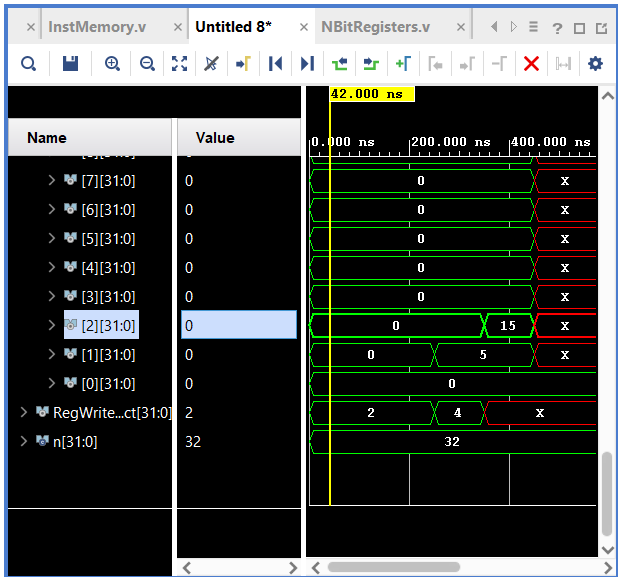 InstMemory.v × Untitled 8* × NBitRegisters.v × ?
42.000 ns
Name Value 0.000 ns 200.000 ns 400.000 ns
[7][31:0] 0 0 X
[6][31:0] 0 0 X
[5][31:0] 0 0 X
[4][31:0] 0 0 X
[3][31:0] 0 0 X
[2][31:0] 0 0 15 X
[1][31:0] 0 0 5 X
[0][31:0] 0 0
RegWrite...ct[31:0] 2 2 4 X
n[31:0] 32 32